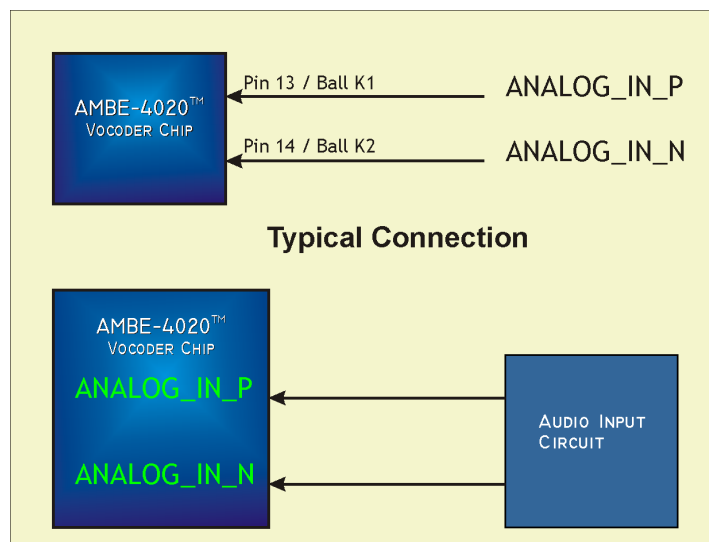 AMBE-4020™
VOCODER CHIP
Pin 13 / Ball K1
ANALOG_IN_P
Pin 14 / Ball K2
ANALOG_IN_N
Typical Connection
AMBE-4020™
VOCODER CHIP
ANALOG_IN_P
ANALOG_IN_N
AUDIO INPUT
CIRCUIT